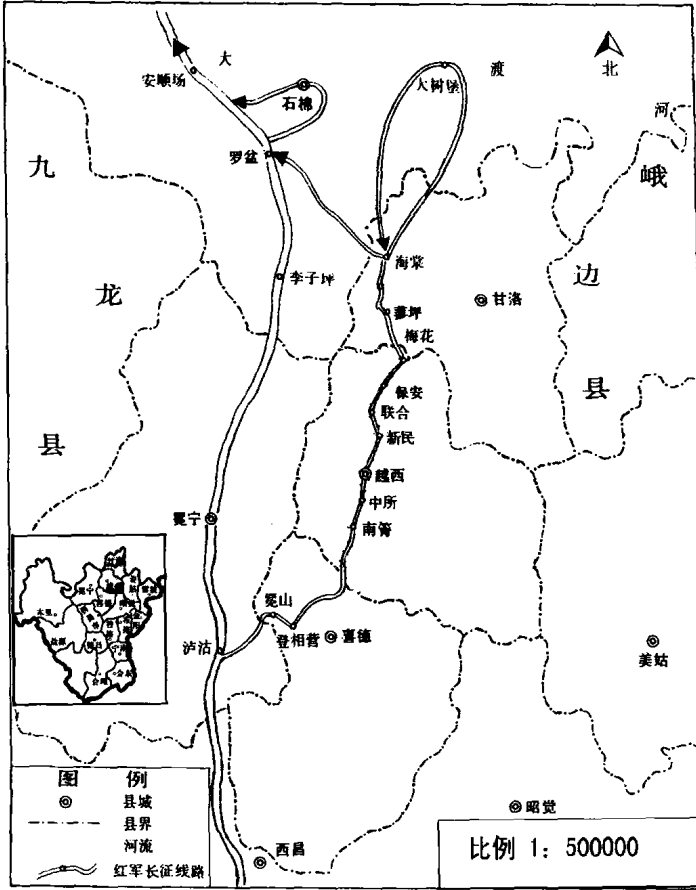 大
渡
北
安顺场
石棉
大树堡
河
罗盆
九
峨
海棠
李子坪
龙
甘洛
边
蓼坪
梅花
保安
县
联合
新民
县
越西
中所
冕宁
南箐
冕山
泸沽
登相营
喜德
美姑
图 例
县城
县界
河流
红军长征线路
昭觉
西昌
比例 1：500000